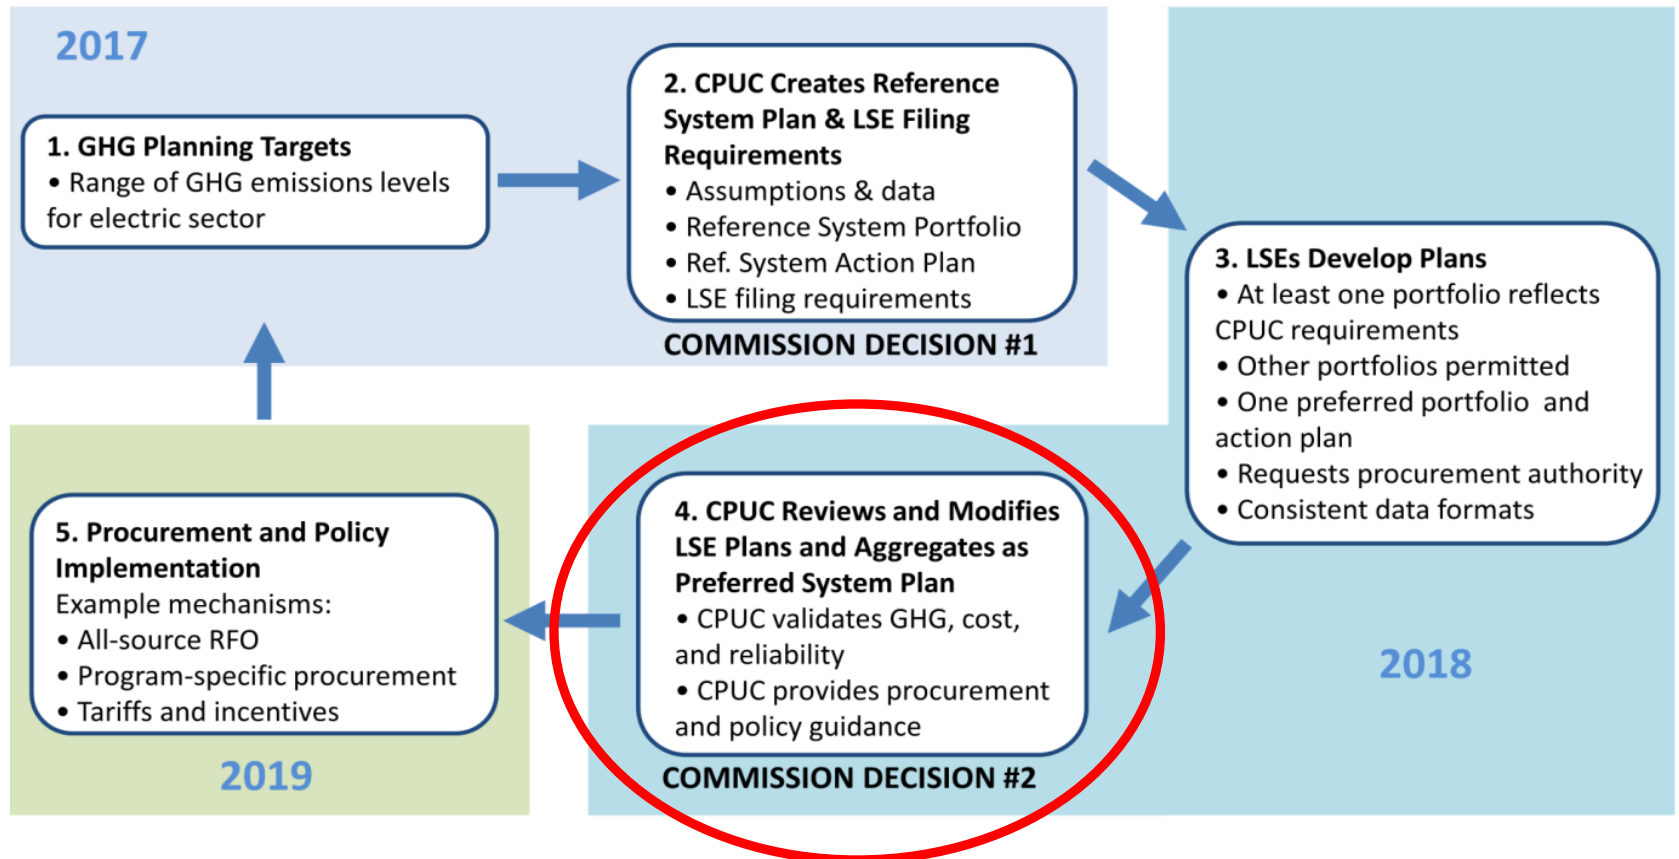 2017
1. GHG Planning Targets
• Range of GHG emissions levels
for electric sector
2. CPUC Creates Reference
System Plan & LSE Filing
Requirements
• Assumptions & data
• Reference System Portfolio
• Ref. System Action Plan
• LSE filing requirements
COMMISSION DECISION #1
3. LSEs Develop Plans
• At least one portfolio reflects
CPUC requirements
• Other portfolios permitted
• One preferred portfolio and
action plan
• Requests procurement authority
• Consistent data formats
2018
4. CPUC Reviews and Modifies
LSE Plans and Aggregates as
Preferred System Plan
• CPUC validates GHG, cost,
and reliability
• CPUC provides procurement
and policy guidance
COMMISSION DECISION #2
5. Procurement and Policy
Implementation
Example mechanisms:
• All-source RFO
• Program-specific procurement
• Tariffs and incentives
2019